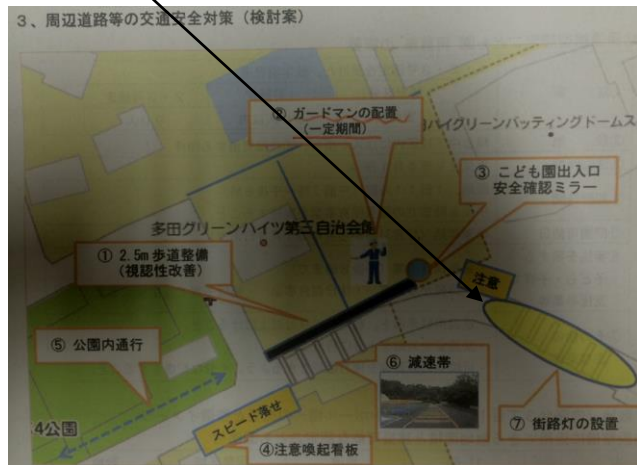 3、周辺道路等の交通安全対策（検討案）
② ガードマンの配置
（一定期間）
ハイグリーンバッティングドームス
③ こども園出入口
安全確認ミラー
多田グリーンハイツ第三自治会館
① 2.5m 歩道整備
（視認性改善）
注意
⑤ 公園内通行
⑥ 減速帯
スピード落せ
4公園
⑦ 街路灯の設置
④注意喚起看板